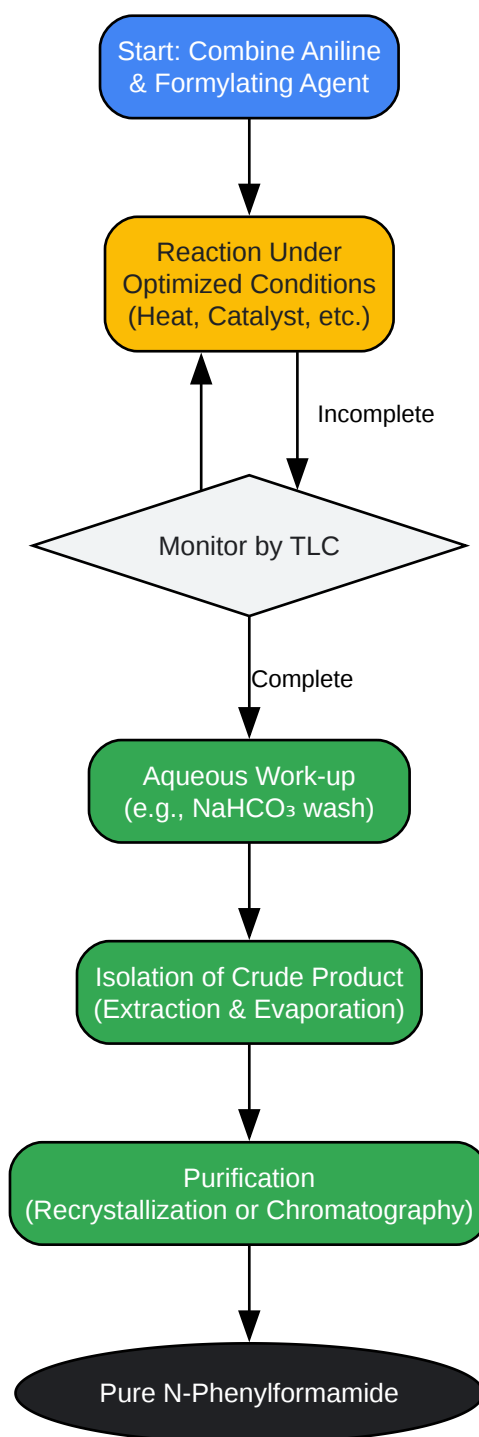 Start: Combine Aniline
& Formylating Agent
Reaction Under
Optimized Conditions
(Heat, Catalyst, etc.)
Incomplete
Monitor by TLC
Complete
Aqueous Work-up
(e.g., NaHCO₃ wash)
Isolation of Crude Product
(Extraction & Evaporation)
Purification
(Recrystallization or Chromatography)
Pure N-Phenylformamide